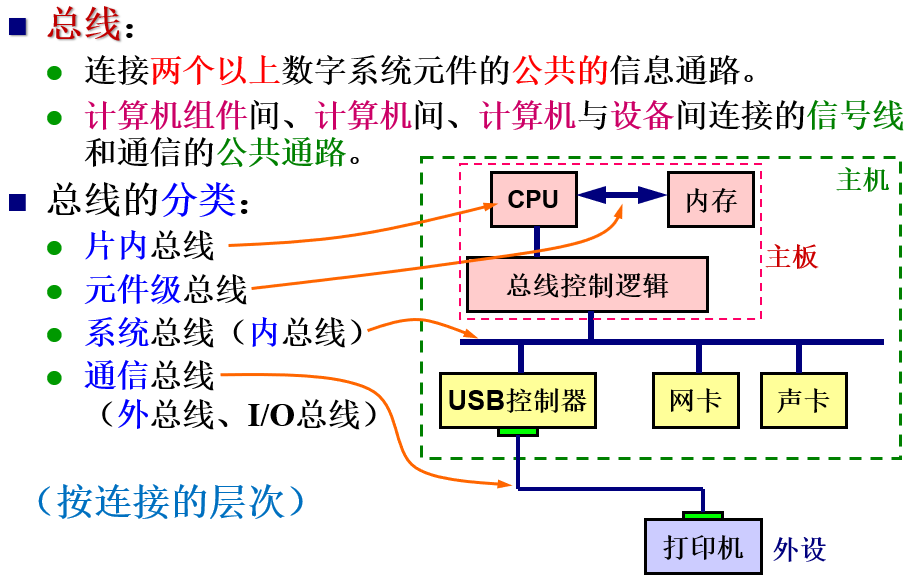 总线：
连接两个以上数字系统元件的公共的信息通路。
计算机组件间、计算机间、计算机与设备间连接的信号线
和通信的公共通路。
总线的分类：
片内总线
元件级总线
系统总线（内总线）
通信总线
（外总线、I/O总线）
（按连接的层次）
主机
CPU
内存
主板
总线控制逻辑
USB控制器
网卡
声卡
打印机
外设